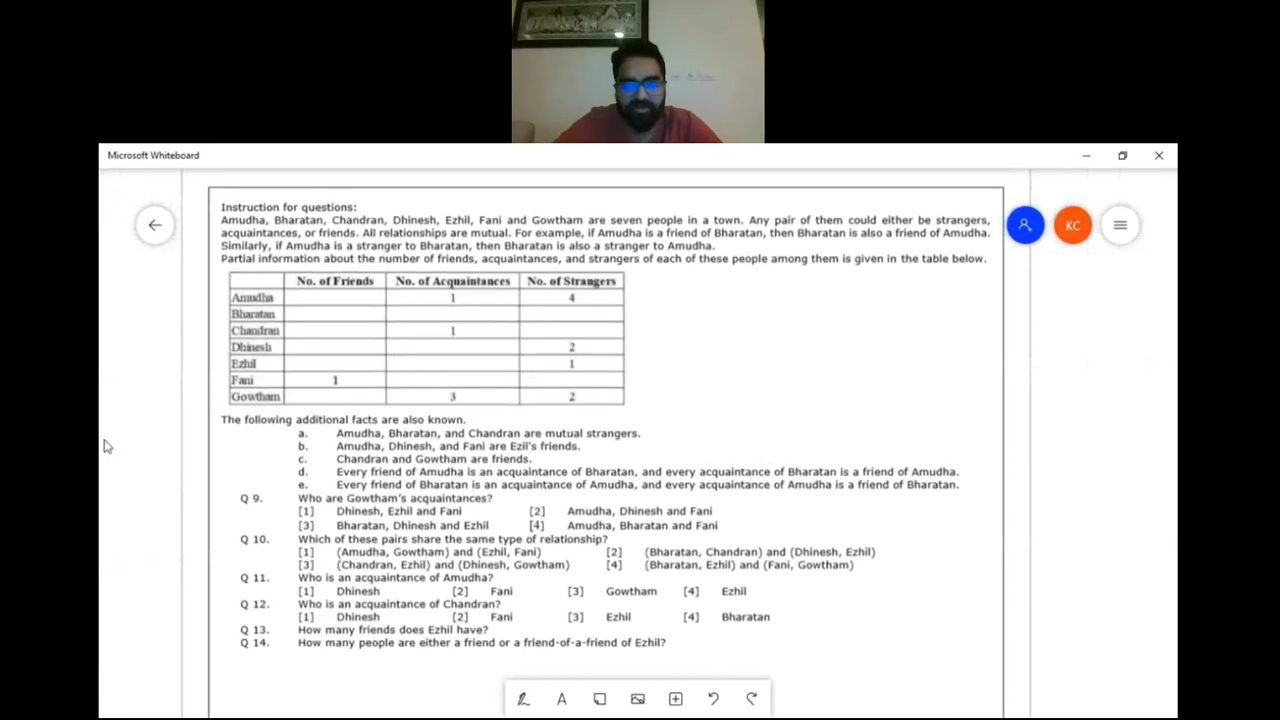 Microsoft Whiteboard
KC
Instruction for questions:
Amudha, Bharatan, Chandran, Dhinesh, Ezhil, Fani and Gowtham are seven people in a town. Any pair of them could either be strangers,
acquaintances, or friends. All relationships are mutual. For example, if Amudha is a friend of Bharatan, then Bharatan is also a friend of Amudha.
Similarly, if Amudha is a stranger to Bharatan, then Bharatan is also a stranger to Amudha.
Partial information about the number of friends, acquaintances, and strangers of each of these people among them is given in the table below.
No. of Friends No. of Acquaintances No. of Strangers
Amudha 1 4
Bharatan
Chandran 1
Dhinesh 2
Ezhil 1
Fani 1
Gowtham 3 2
The following additional facts are also known.
a. Amudha, Bharatan, and Chandran are mutual strangers.
b. Amudha, Dhinesh, and Fani are Ezil's friends.
c. Chandran and Gowtham are friends.
d. Every friend of Amudha is an acquaintance of Bharatan, and every acquaintance of Bharatan is a friend of Amudha.
e. Every friend of Bharatan is an acquaintance of Amudha, and every acquaintance of Amudha is a friend of Bharatan.
Q 9. Who are Gowtham's acquaintances?
[1] Dhinesh, Ezhil and Fani [2] Amudha, Dhinesh and Fani
[3] Bharatan, Dhinesh and Ezhil [4] Amudha, Bharatan and Fani
Q 10. Which of these pairs share the same type of relationship?
[1] (Amudha, Gowtham) and (Ezhil, Fani) [2] (Bharatan, Chandran) and (Dhinesh, Ezhil)
[3] (Chandran, Ezhil) and (Dhinesh, Gowtham) [4] (Bharatan, Ezhil) and (Fani, Gowtham)
Q 11. Who is an acquaintance of Amudha?
[1] Dhinesh [2] Fani [3] Gowtham [4] Ezhil
Q 12. Who is an acquaintance of Chandran?
[1] Dhinesh [2] Fani [3] Ezhil [4] Bharatan
Q 13. How many friends does Ezhil have?
Q 14. How many people are either a friend or a friend-of-a-friend of Ezhil?